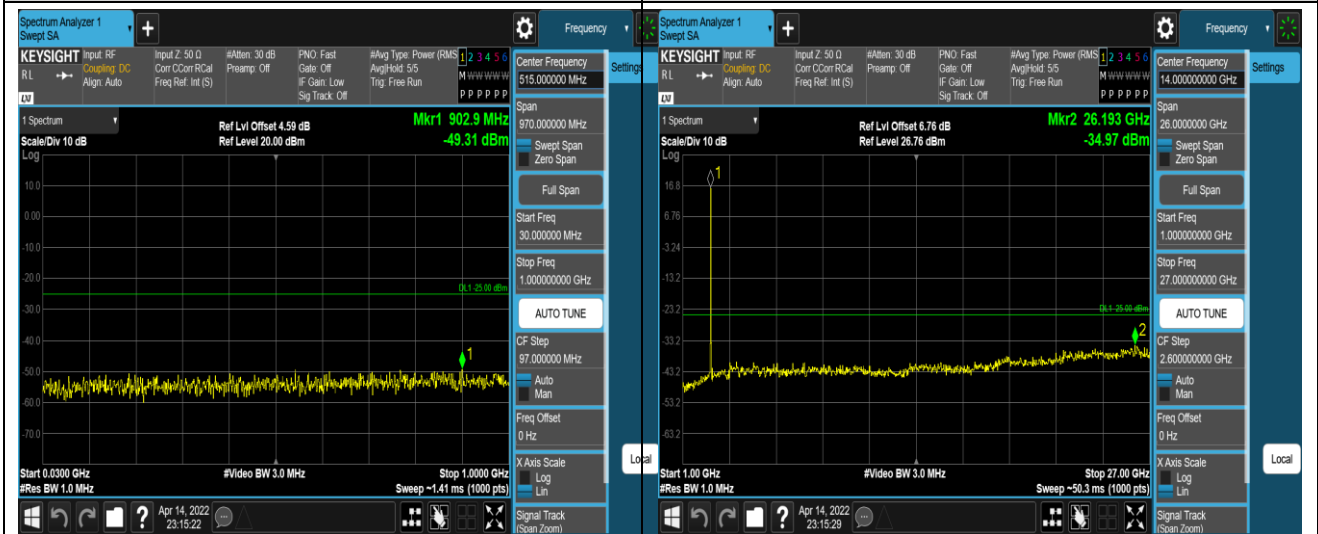 Spectrum Analyzer 1
Swept SA
+
Frequency
KEYSIGHT
RL
LXI
Input: RF
Coupling: DC
Align: Auto
Input Z: 50 Ω
Corr CCorr RCal
Freq Ref: Int (S)
#Atten: 30 dB
Preamp: Off
PNO: Fast
Gate: Off
IF Gain: Low
Sig Track: Off
#Avg Type: Power (RMS
Avg|Hold: 5/5
Trig: Free Run
1 2 3 4 5 6
M W W W W W
P P P P P P
Center Frequency
515.000000 MHz
Settings
1 Spectrum
Scale/Div 10 dB
Log
Ref Lvl Offset 4.59 dB
Ref Level 20.00 dBm
Mkr1 902.9 MHz
-49.31 dBm
10.0
0.00
-10.0
-20.0
-30.0
-40.0
-50.0
-60.0
-70.0
DL1 -25.00 dBm
1
Start 0.0300 GHz
#Res BW 1.0 MHz
#Video BW 3.0 MHz
Stop 1.0000 GHz
Sweep ~1.41 ms (1000 pts)
Span
970.000000 MHz
Swept Span
Zero Span
Full Span
Start Freq
30.000000 MHz
Stop Freq
1.000000000 GHz
AUTO TUNE
CF Step
97.000000 MHz
Auto
Man
Freq Offset
0 Hz
X Axis Scale
Log
Lin
Signal Track
(Span Zoom)
Local
?
Apr 14, 2022
23:15:22
Spectrum Analyzer 1
Swept SA
+
Frequency
KEYSIGHT
RL
LXI
Input: RF
Coupling: DC
Align: Auto
Input Z: 50 Ω
Corr CCorr RCal
Freq Ref: Int (S)
#Atten: 30 dB
Preamp: Off
PNO: Fast
Gate: Off
IF Gain: Low
Sig Track: Off
#Avg Type: Power (RMS
Avg|Hold: 5/5
Trig: Free Run
1 2 3 4 5 6
M W W W W W
P P P P P P
Center Frequency
14.000000000 GHz
Settings
1 Spectrum
Scale/Div 10 dB
Log
Ref Lvl Offset 6.76 dB
Ref Level 26.76 dBm
Mkr2 26.193 GHz
-34.97 dBm
16.8
6.76
-3.24
-13.2
-23.2
-33.2
-43.2
-53.2
-63.2
1
DL1 -25.00 dBm
2
Start 1.00 GHz
#Res BW 1.0 MHz
#Video BW 3.0 MHz
Stop 27.00 GHz
Sweep ~50.3 ms (1000 pts)
Span
26.0000000 GHz
Swept Span
Zero Span
Full Span
Start Freq
1.000000000 GHz
Stop Freq
27.000000000 GHz
AUTO TUNE
CF Step
2.600000000 GHz
Auto
Man
Freq Offset
0 Hz
X Axis Scale
Log
Lin
Signal Track
(Span Zoom)
Local
?
Apr 14, 2022
23:15:29